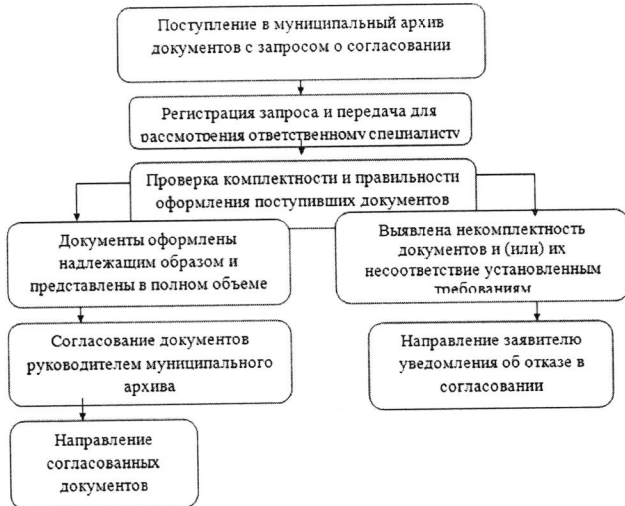 Поступление в муниципальный архив
документов с запросом о согласовании
Регистрация запроса и передача для
рассмотрения ответственному специалисту
Проверка комплектности и правильности
оформления поступивших документов
Документы оформлены
надлежащим образом и
представлены в полном объеме
Выявлена некомплектность
документов и (или) их
несоответствие установленным
требованиям
Согласование документов
руководителем муниципального
архива
Направление заявителю
уведомления об отказе в
согласовании
Направление
согласованных
документов